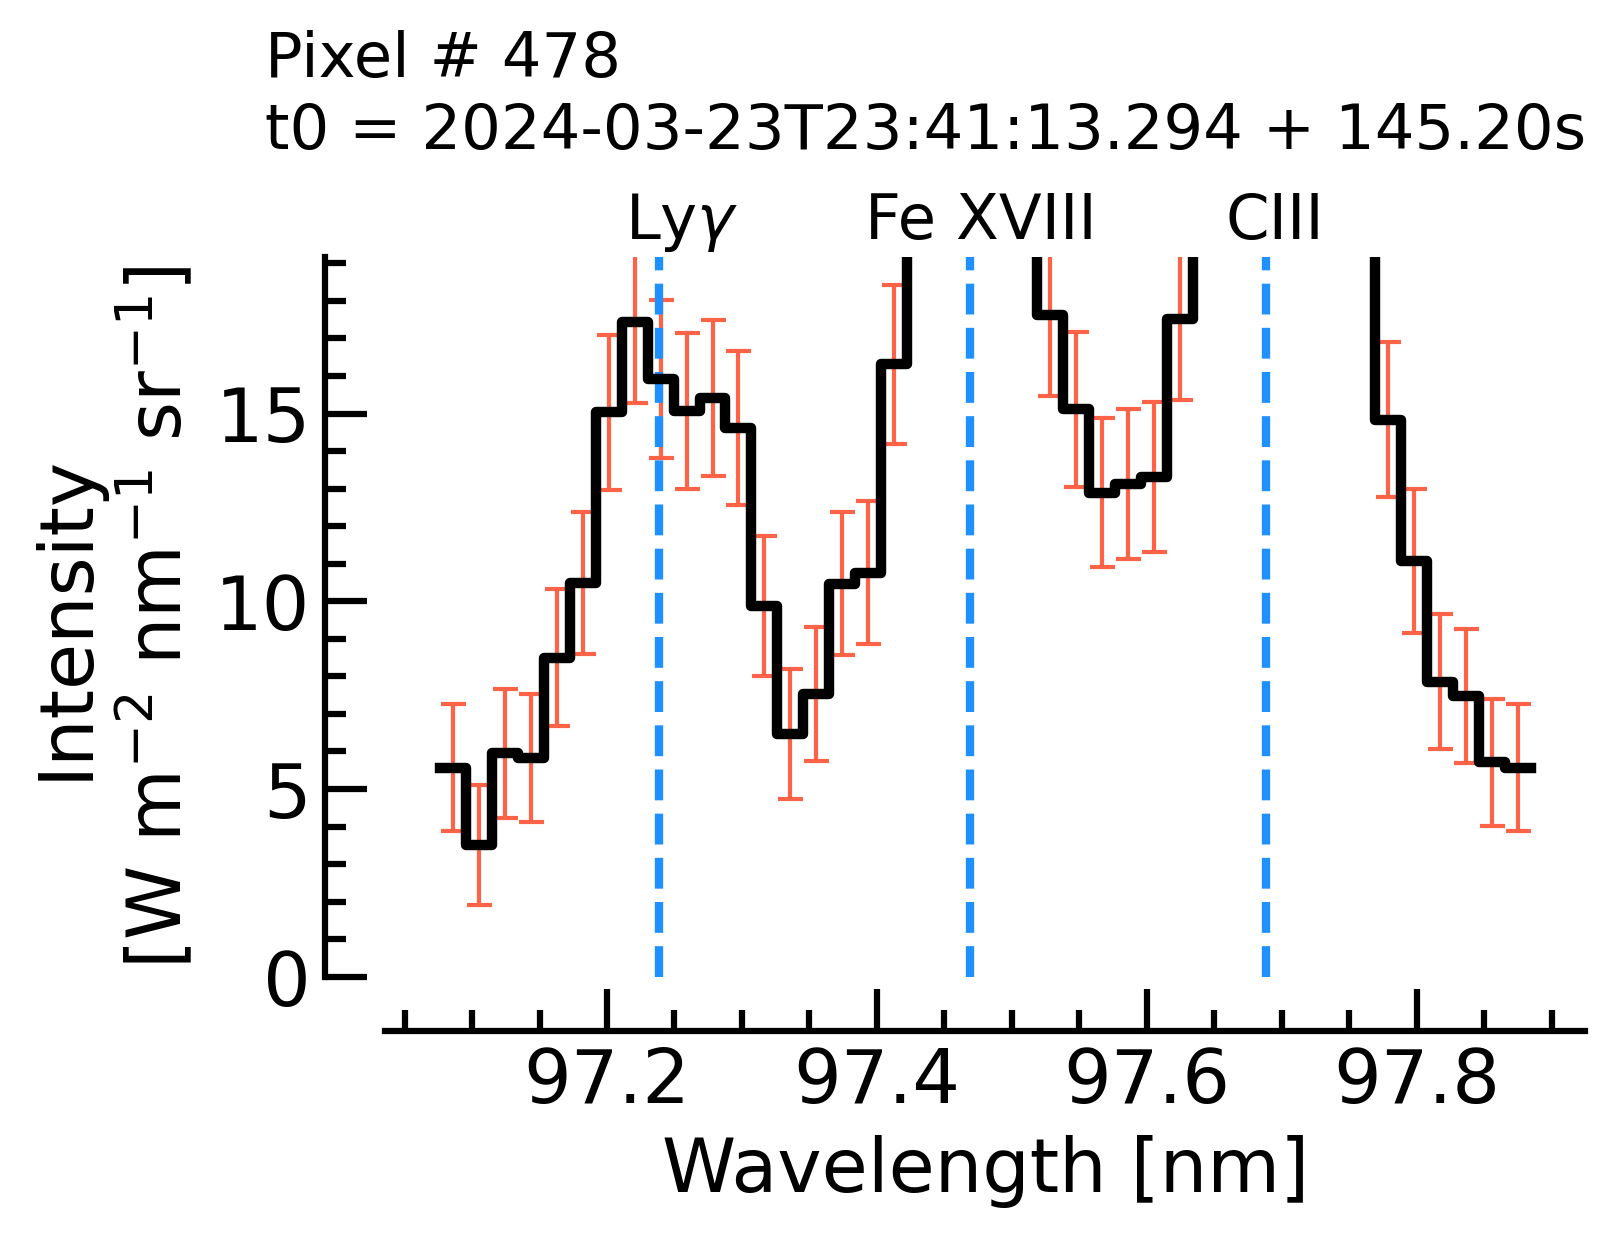 Pixel # 478
t0 = 2024-03-23T23:41:13.294 + 145.20s
Lyγ Fe XVIII CIII
Intensity
[W m⁻² nm⁻¹ sr⁻¹]
15
10
5
0
97.2 97.4 97.6 97.8
Wavelength [nm]